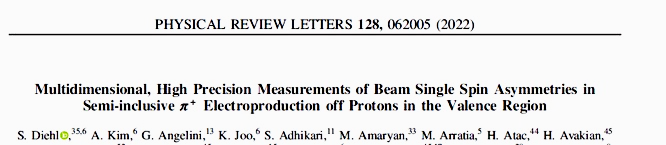 PHYSICAL REVIEW LETTERS 128, 062005 (2022)
Multidimensional, High Precision Measurements of Beam Single Spin Asymmetries in
Semi-inclusive π⁺ Electroproduction off Protons in the Valence Region
S. Diehl,³⁵,⁶ A. Kim,⁶ G. Angelini,¹³ K. Joo,⁶ S. Adhikari,¹¹ M. Amaryan,³³ M. Arratia,⁵ H. Atac,⁴⁴ H. Avakian,⁴⁵